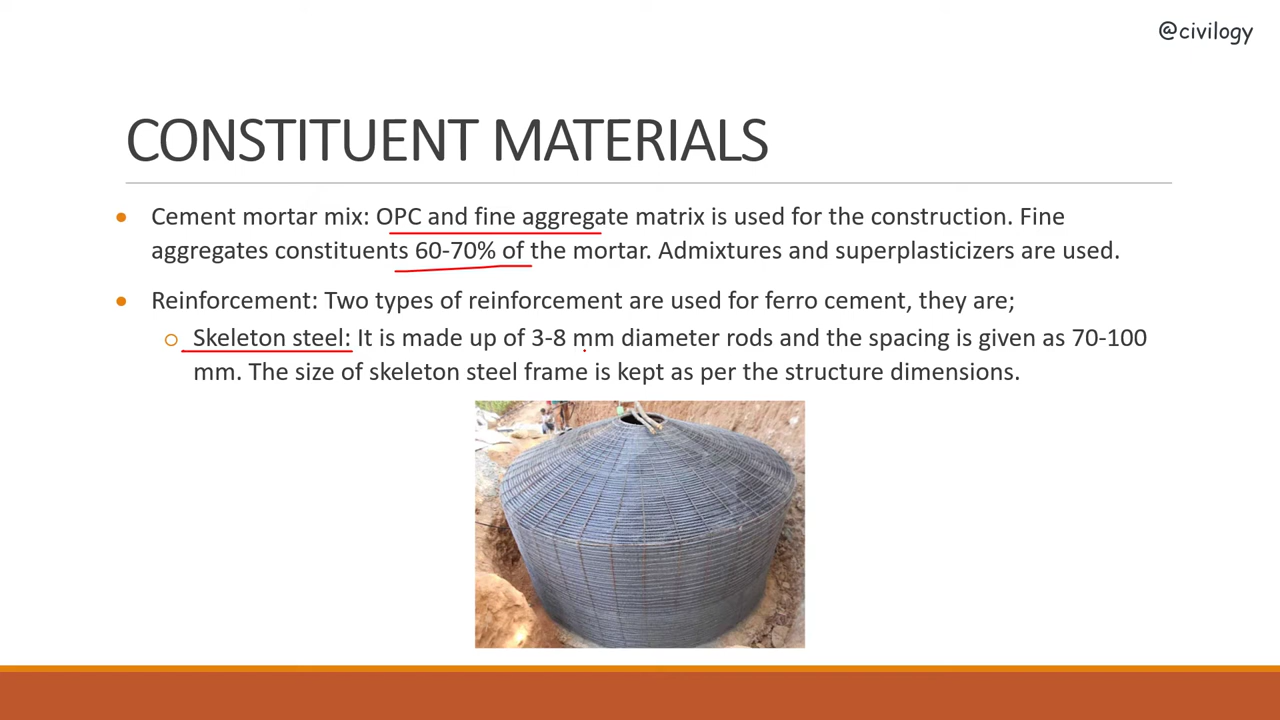 @civilogy
CONSTITUENT MATERIALS
• Cement mortar mix: OPC and fine aggregate matrix is used for the construction. Fine
aggregates constituents 60-70% of the mortar. Admixtures and superplasticizers are used.
• Reinforcement: Two types of reinforcement are used for ferro cement, they are;
o Skeleton steel: It is made up of 3-8 mm diameter rods and the spacing is given as 70-100
mm. The size of skeleton steel frame is kept as per the structure dimensions.